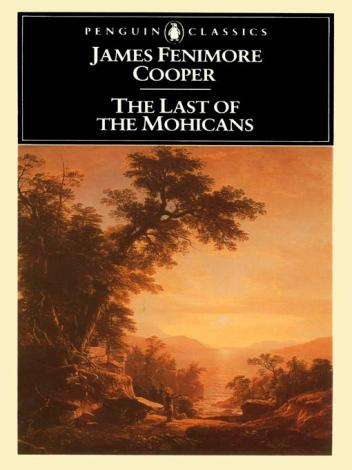 PENGUIN CLASSICS
JAMES FENIMORE
COOPER
THE LAST OF
THE MOHICANS